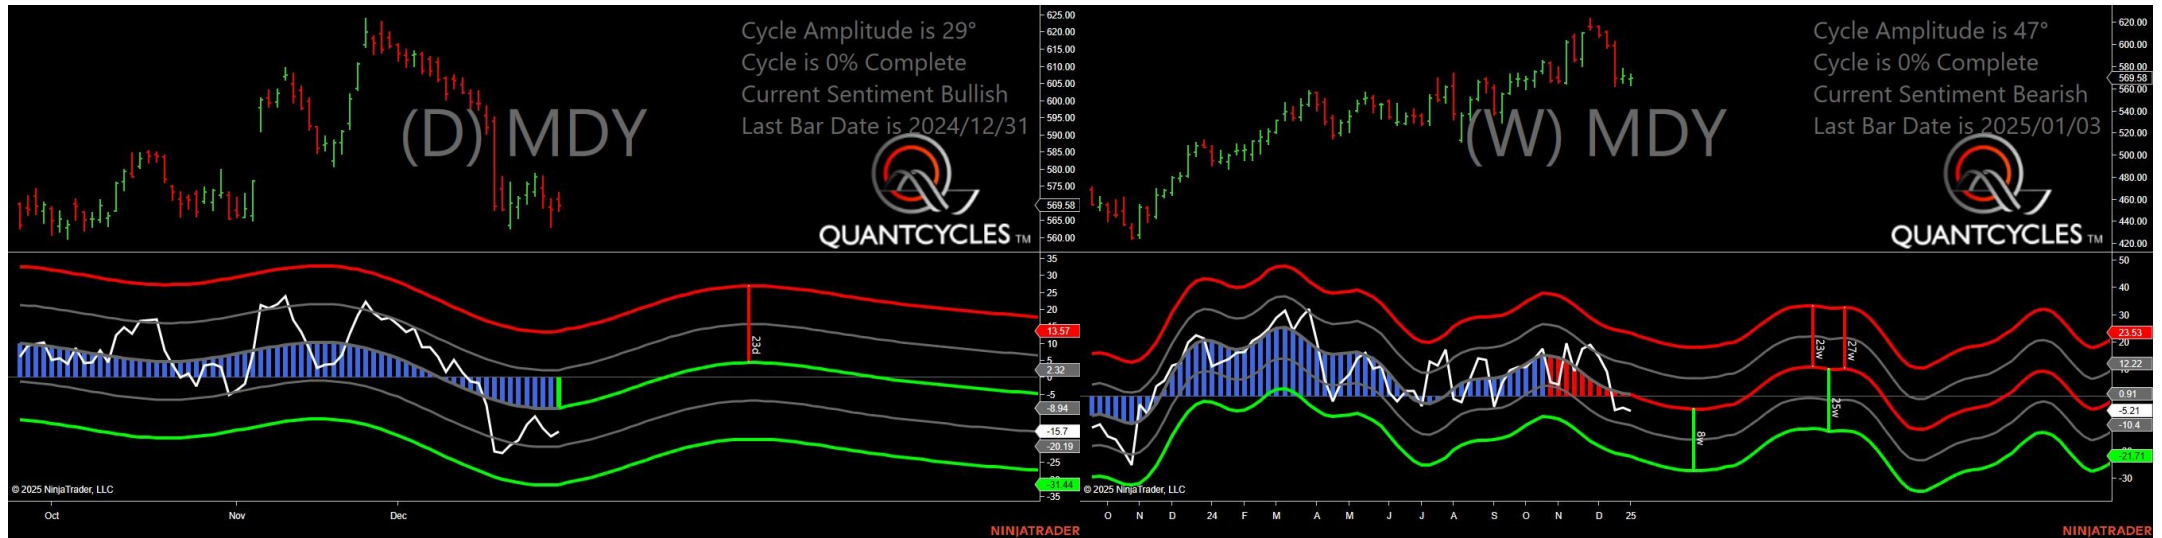 Cycle Amplitude is 29°
Cycle is 0% Complete
Current Sentiment Bullish
Last Bar Date is 2024/12/31
(D) MDY
QUANTCYCLES TM
625.00
620.00
615.00
610.00
605.00
600.00
595.00
590.00
585.00
580.00
575.00
569.58
565.00
560.00
35
30
25
20
13.57
10
5
2.32
0
-5
-8.94
-15.7
-20.19
-25
-31.44
-35
23d
© 2025 NinjaTrader, LLC
Oct
Nov
Dec
NINJATRADER
Cycle Amplitude is 47°
Cycle is 0% Complete
Current Sentiment Bearish
Last Bar Date is 2025/01/03
(W) MDY
QUANTCYCLES TM
620.00
600.00
580.00
569.58
560.00
540.00
520.00
500.00
480.00
460.00
440.00
420.00
50
40
30
23.53
20
12.22
0.91
-5.21
-10.4
-21.71
-30
23w
27w
25w
8w
© 2025 NinjaTrader, LLC
O N D 24 F M A M J J A S O N D 25
NINJATRADER